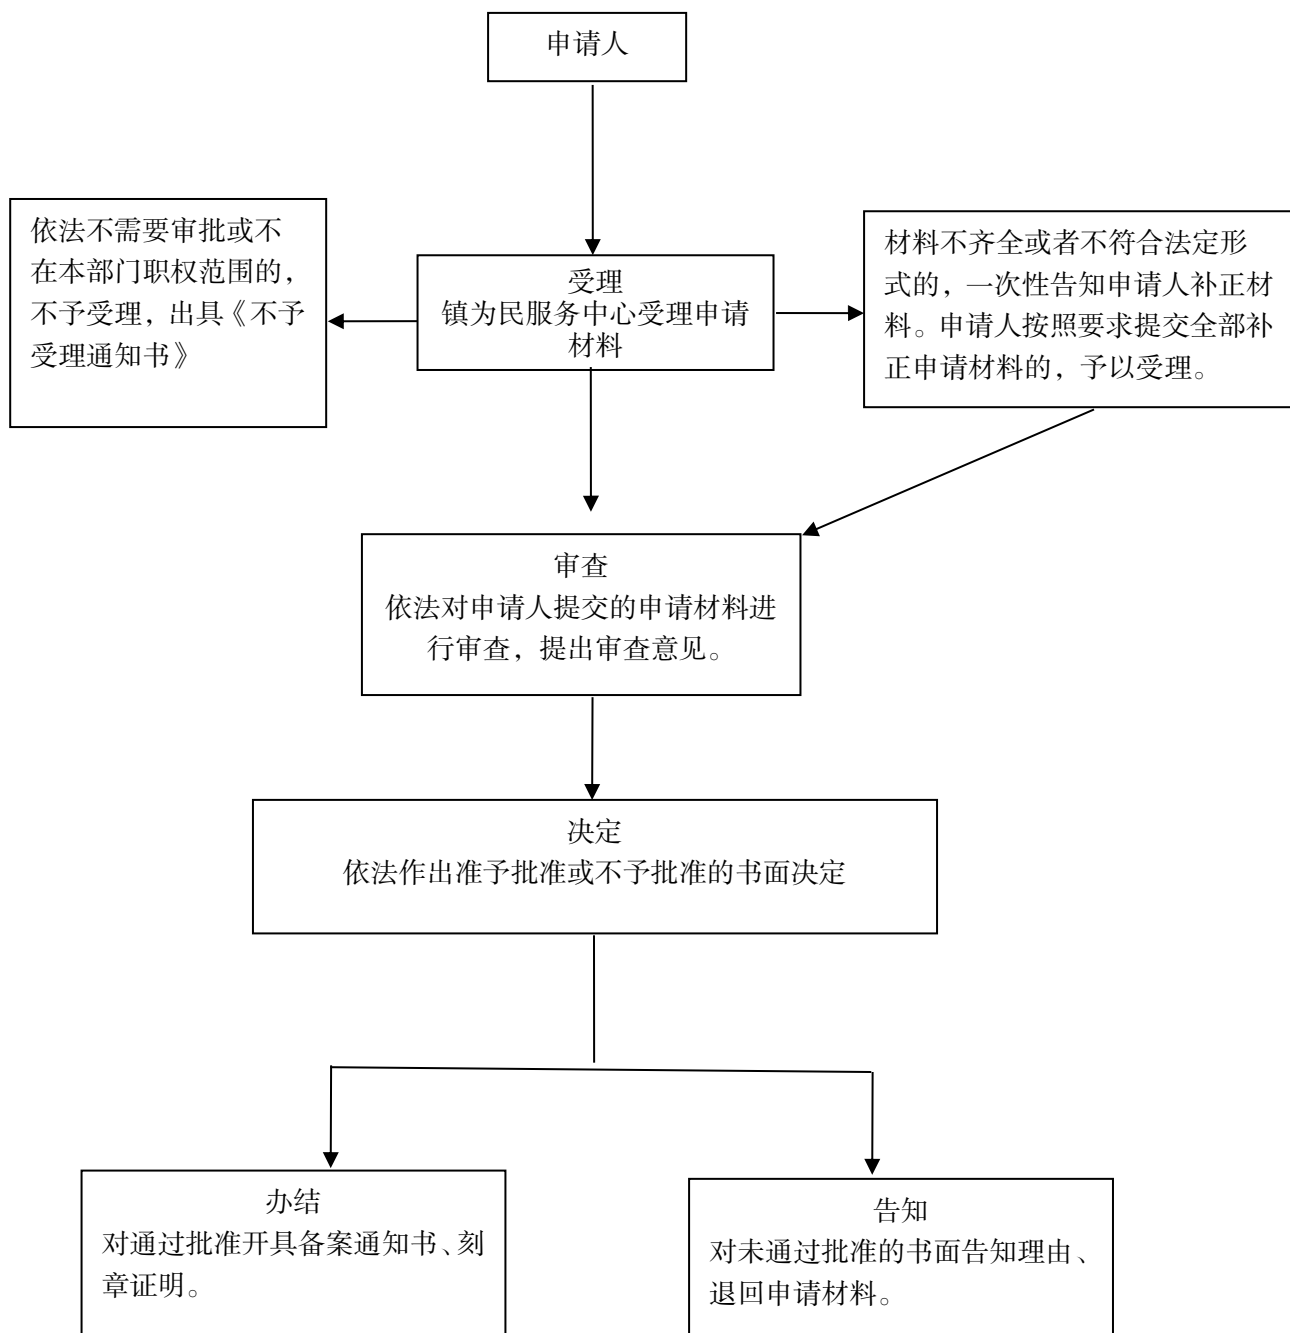 申请人
依法不需要审批或不
在本部门职权范围的，
不予受理，出具《不予
受理通知书》
受理
镇为民服务中心受理申请
材料
材料不齐全或者不符合法定形
式的，一次性告知申请人补正材
料。申请人按照要求提交全部补
正申请材料的，予以受理。
审查
依法对申请人提交的申请材料进
行审查，提出审查意见。
决定
依法作出准予批准或不予批准的书面决定
办结
对通过批准开具备案通知书、刻
章证明。
告知
对未通过批准的书面告知理由、
退回申请材料。